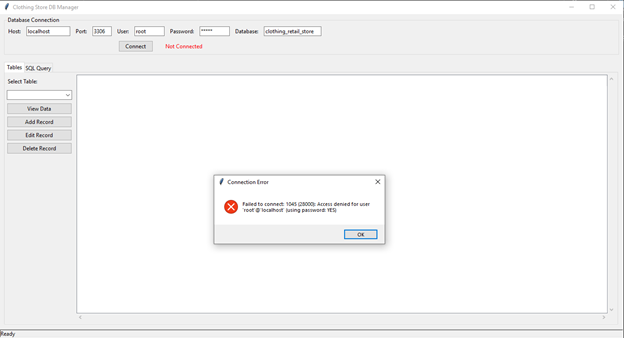 Clothing Store DB Manager
Database Connection
Host: localhost Port: 3306 User: root Password: ***** Database: clothing_retail_store
Connect Not Connected
Tables SQL Query
Select Table:
View Data
Add Record
Edit Record
Delete Record
Connection Error
Failed to connect: 1045 (28000): Access denied for user
'root'@'localhost' (using password: YES)
OK
Ready